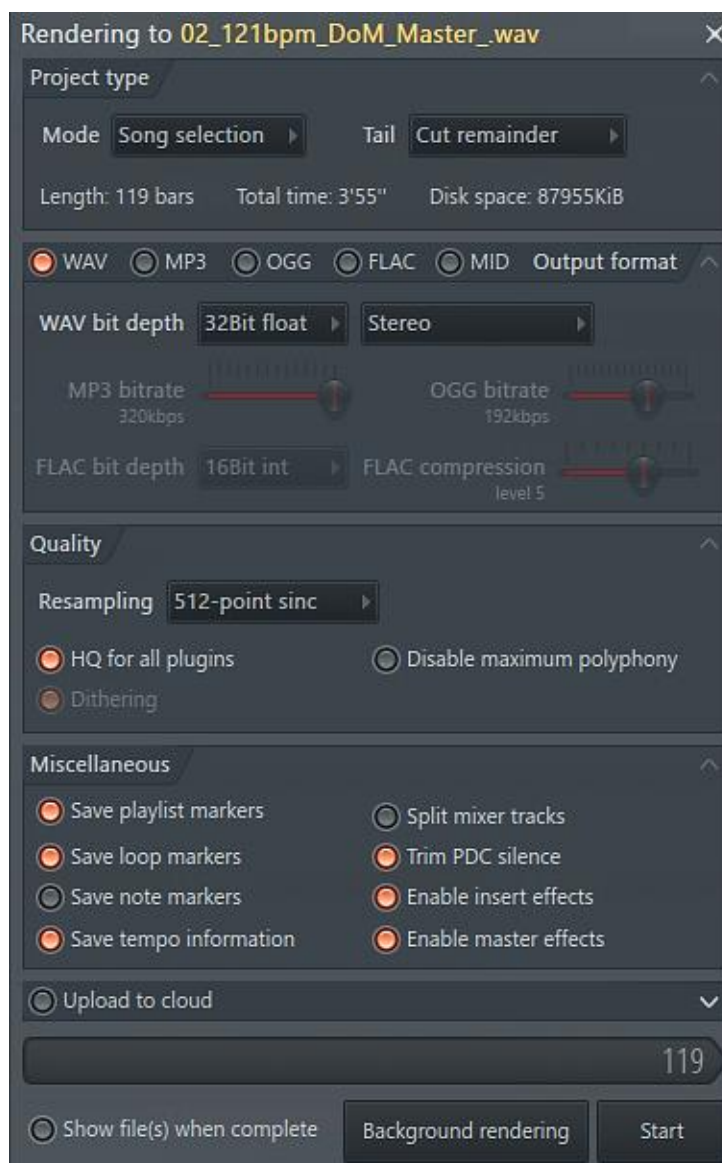 Rendering to 02_121bpm_DoM_Master_.wav
Project type
Mode Song selection Tail Cut remainder
Length: 119 bars Total time: 3'55'' Disk space: 87955KiB
WAV MP3 OGG FLAC MID Output format
WAV bit depth 32Bit float Stereo
MP3 bitrate OGG bitrate
320kbps 192kbps
FLAC bit depth 16Bit int FLAC compression
level 5
Quality
Resampling 512-point sinc
HQ for all plugins Disable maximum polyphony
Dithering
Miscellaneous
Save playlist markers Split mixer tracks
Save loop markers Trim PDC silence
Save note markers Enable insert effects
Save tempo information Enable master effects
Upload to cloud
119
Show file(s) when complete Background rendering Start